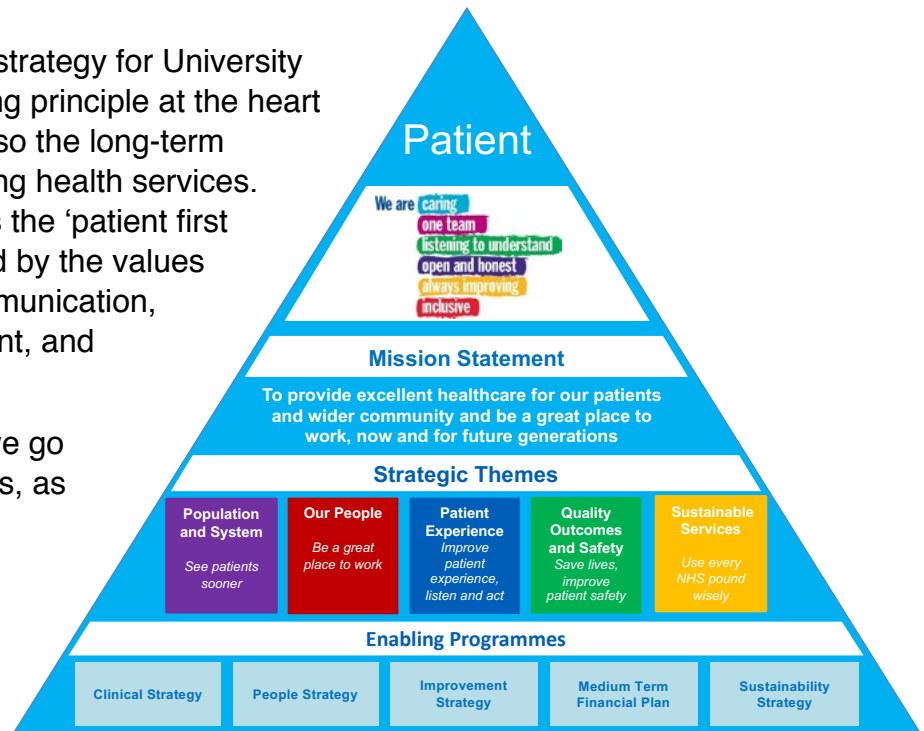 strategy for University
ng principle at the heart
so the long-term
ng health services.
s the ‘patient first
d by the values
munication,
nt, and
ve go
s, as
Patient
We are caring
one team
listening to understand
open and honest
always improving
inclusive
Mission Statement
To provide excellent healthcare for our patients
and wider community and be a great place to
work, now and for future generations
Strategic Themes
Population
and System
See patients
sooner
Our People
Be a great
place to work
Patient
Experience
Improve
patient
experience,
listen and act
Quality
Outcomes
and Safety
Save lives,
improve
patient safety
Sustainable
Services
Use every
NHS pound
wisely
Enabling Programmes
Clinical Strategy
People Strategy
Improvement
Strategy
Medium Term
Financial Plan
Sustainability
Strategy